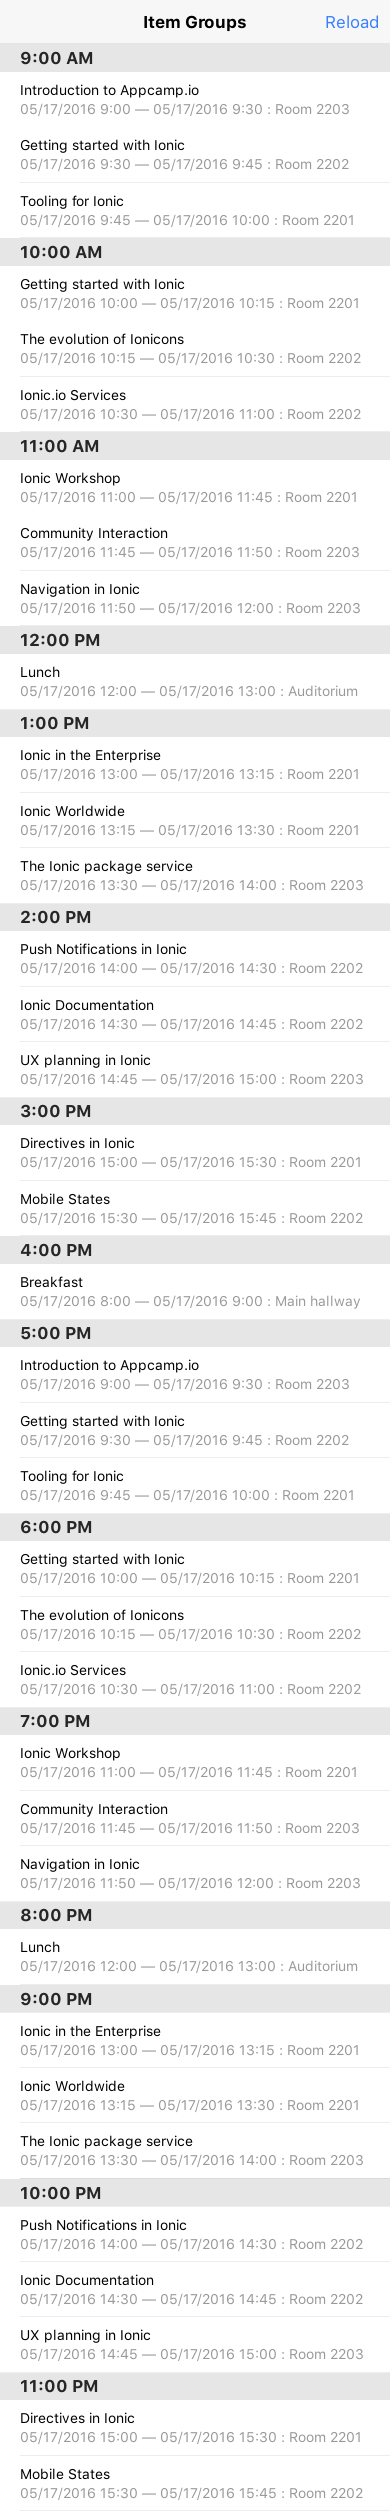 Item Groups
Reload
9:00 AM
Introduction to Appcamp.io
05/17/2016 9:00 — 05/17/2016 9:30 : Room 2203
Getting started with Ionic
05/17/2016 9:30 — 05/17/2016 9:45 : Room 2202
Tooling for Ionic
05/17/2016 9:45 — 05/17/2016 10:00 : Room 2201
10:00 AM
Getting started with Ionic
05/17/2016 10:00 — 05/17/2016 10:15 : Room 2201
The evolution of Ionicons
05/17/2016 10:15 — 05/17/2016 10:30 : Room 2202
Ionic.io Services
05/17/2016 10:30 — 05/17/2016 11:00 : Room 2202
11:00 AM
Ionic Workshop
05/17/2016 11:00 — 05/17/2016 11:45 : Room 2201
Community Interaction
05/17/2016 11:45 — 05/17/2016 11:50 : Room 2203
Navigation in Ionic
05/17/2016 11:50 — 05/17/2016 12:00 : Room 2203
12:00 PM
Lunch
05/17/2016 12:00 — 05/17/2016 13:00 : Auditorium
1:00 PM
Ionic in the Enterprise
05/17/2016 13:00 — 05/17/2016 13:15 : Room 2201
Ionic Worldwide
05/17/2016 13:15 — 05/17/2016 13:30 : Room 2201
The Ionic package service
05/17/2016 13:30 — 05/17/2016 14:00 : Room 2203
2:00 PM
Push Notifications in Ionic
05/17/2016 14:00 — 05/17/2016 14:30 : Room 2202
Ionic Documentation
05/17/2016 14:30 — 05/17/2016 14:45 : Room 2202
UX planning in Ionic
05/17/2016 14:45 — 05/17/2016 15:00 : Room 2203
3:00 PM
Directives in Ionic
05/17/2016 15:00 — 05/17/2016 15:30 : Room 2201
Mobile States
05/17/2016 15:30 — 05/17/2016 15:45 : Room 2202
4:00 PM
Breakfast
05/17/2016 8:00 — 05/17/2016 9:00 : Main hallway
5:00 PM
Introduction to Appcamp.io
05/17/2016 9:00 — 05/17/2016 9:30 : Room 2203
Getting started with Ionic
05/17/2016 9:30 — 05/17/2016 9:45 : Room 2202
Tooling for Ionic
05/17/2016 9:45 — 05/17/2016 10:00 : Room 2201
6:00 PM
Getting started with Ionic
05/17/2016 10:00 — 05/17/2016 10:15 : Room 2201
The evolution of Ionicons
05/17/2016 10:15 — 05/17/2016 10:30 : Room 2202
Ionic.io Services
05/17/2016 10:30 — 05/17/2016 11:00 : Room 2202
7:00 PM
Ionic Workshop
05/17/2016 11:00 — 05/17/2016 11:45 : Room 2201
Community Interaction
05/17/2016 11:45 — 05/17/2016 11:50 : Room 2203
Navigation in Ionic
05/17/2016 11:50 — 05/17/2016 12:00 : Room 2203
8:00 PM
Lunch
05/17/2016 12:00 — 05/17/2016 13:00 : Auditorium
9:00 PM
Ionic in the Enterprise
05/17/2016 13:00 — 05/17/2016 13:15 : Room 2201
Ionic Worldwide
05/17/2016 13:15 — 05/17/2016 13:30 : Room 2201
The Ionic package service
05/17/2016 13:30 — 05/17/2016 14:00 : Room 2203
10:00 PM
Push Notifications in Ionic
05/17/2016 14:00 — 05/17/2016 14:30 : Room 2202
Ionic Documentation
05/17/2016 14:30 — 05/17/2016 14:45 : Room 2202
UX planning in Ionic
05/17/2016 14:45 — 05/17/2016 15:00 : Room 2203
11:00 PM
Directives in Ionic
05/17/2016 15:00 — 05/17/2016 15:30 : Room 2201
Mobile States
05/17/2016 15:30 — 05/17/2016 15:45 : Room 2202